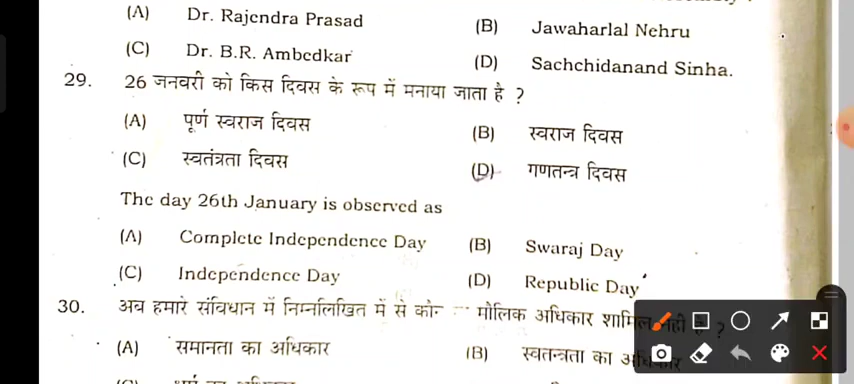 (A) Dr. Rajendra Prasad (B) Jawaharlal Nehru
(C) Dr. B.R. Ambedkar (D) Sachchidanand Sinha.
29. 26 जनवरी को किस दिवस के रूप में मनाया जाता है ?
(A) पूर्ण स्वराज दिवस (B) स्वराज दिवस
(C) स्वतंत्रता दिवस (D) गणतन्त्र दिवस
The day 26th January is observed as
(A) Complete Independence Day (B) Swaraj Day
(C) Independence Day (D) Republic Day
30. अब हमारे संविधान में निम्नलिखित में से कौन मौलिक अधिकार शामिल नहीं है ?
(A) समानता का अधिकार (B) स्वतन्त्रता का अधिकार